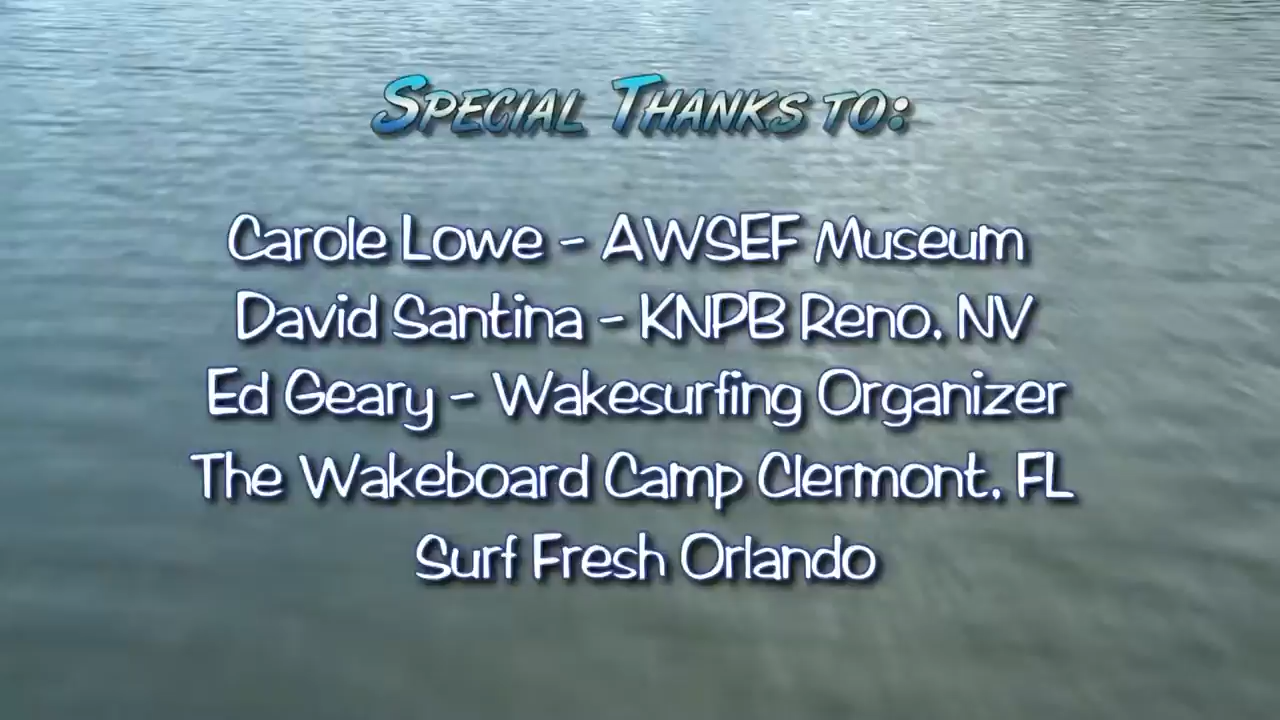 Special Thanks to:
Carole Lowe - AWSEF Museum
David Santina - KNPB Reno, NV
Ed Geary - Wakesurfing Organizer
The Wakeboard Camp Clermont, FL
Surf Fresh Orlando